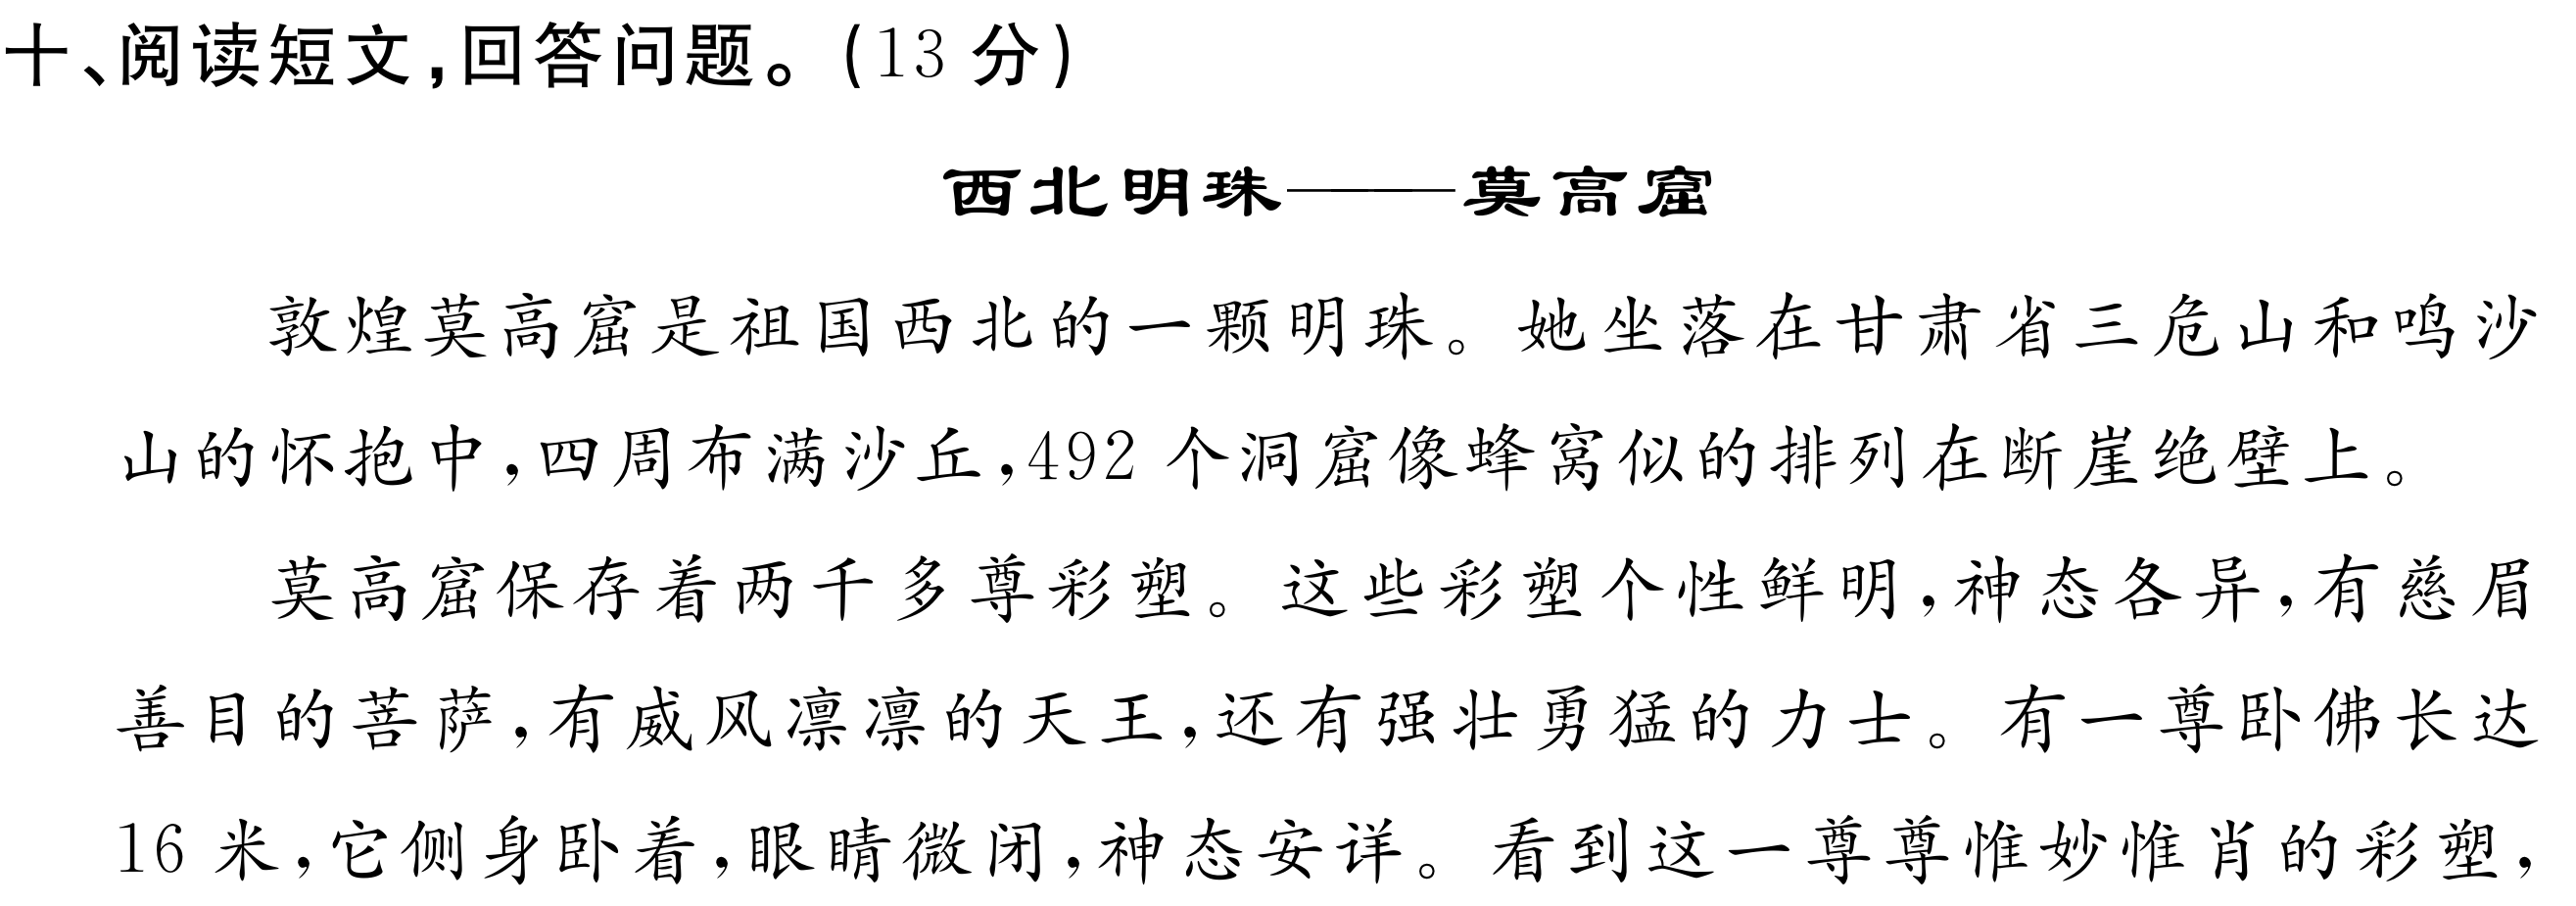 十、阅读短文,回答问题。(13 分)
西北明珠——莫高窟
敦煌莫高窟是祖国西北的一颗明珠。她坐落在甘肃省三危山和鸣沙
山的怀抱中,四周布满沙丘,492 个洞窟像蜂窝似的排列在断崖绝壁上。
莫高窟保存着两千多尊彩塑。这些彩塑个性鲜明,神态各异,有慈眉
善目的菩萨,有威风凛凛的天王,还有强壮勇猛的力士。有一尊卧佛长达
16 米,它侧身卧着,眼睛微闭,神态安详。看到这一尊尊惟妙惟肖的彩塑,